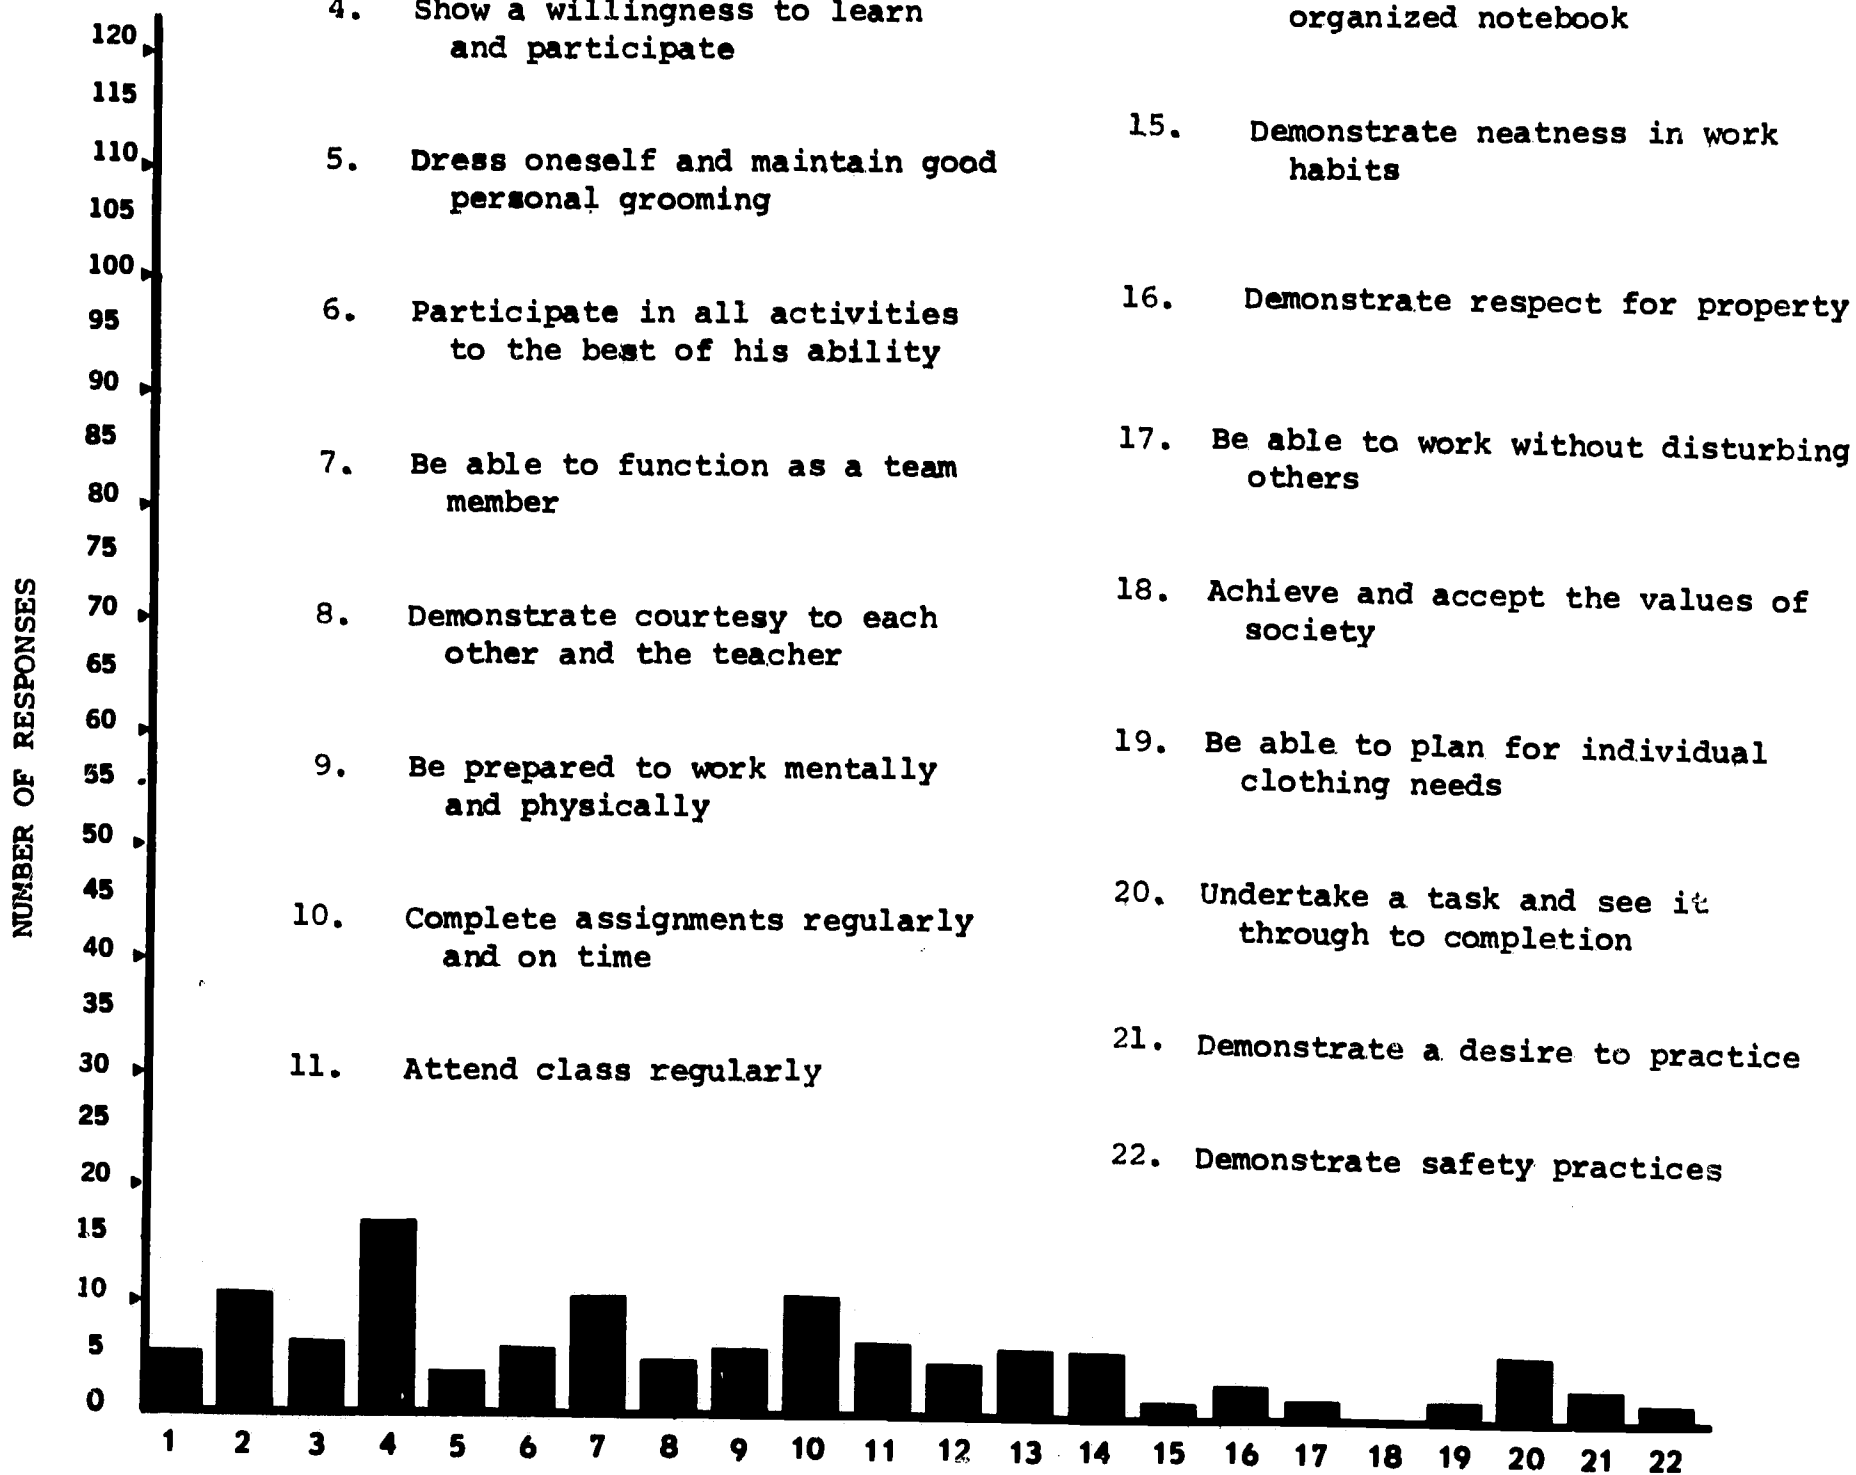 4. Show a willingness to learn
and participate
5. Dress oneself and maintain good
personal grooming
6. Participate in all activities
to the best of his ability
7. Be able to function as a team
member
8. Demonstrate courtesy to each
other and the teacher
9. Be prepared to work mentally
and physically
10. Complete assignments regularly
and on time
11. Attend class regularly
organized notebook
15. Demonstrate neatness in work
habits
16. Demonstrate respect for property
17. Be able to work without disturbing
others
18. Achieve and accept the values of
society
19. Be able to plan for individual
clothing needs
20. Undertake a task and see it
through to completion
21. Demonstrate a desire to practice
22. Demonstrate safety practices
NUMBER OF RESPONSES
120
115
110
105
100
95
90
85
80
75
70
65
60
55
50
45
40
35
30
25
20
15
10
5
0
1 2 3 4 5 6 7 8 9 10 11 12 13 14 15 16 17 18 19 20 21 22